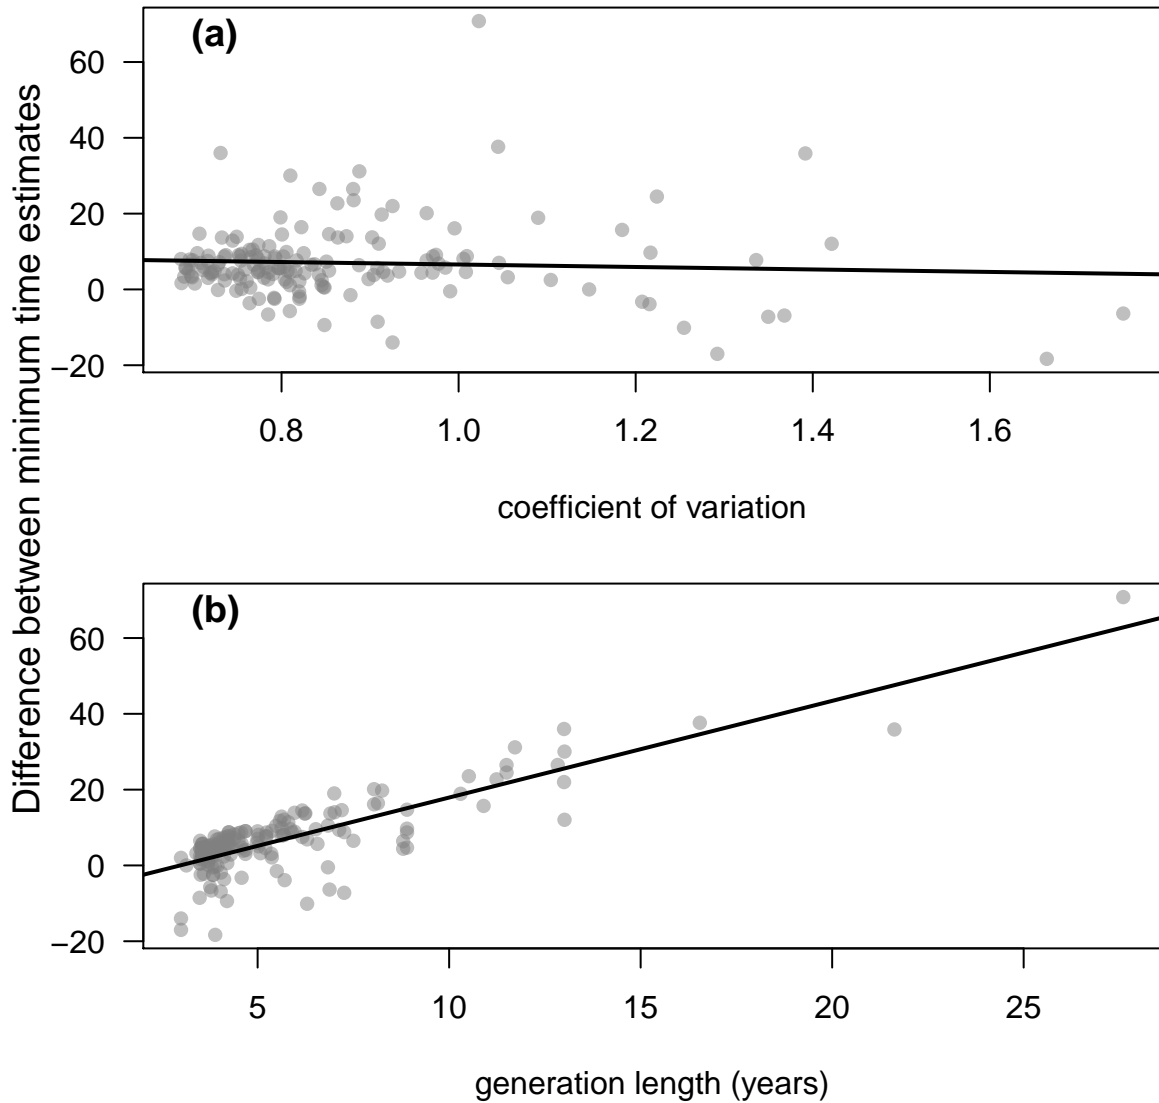 Difference between minimum time estimates
(a)
60
40
20
0
−20
0.8 1.0 1.2 1.4 1.6
coefficient of variation
(b)
60
40
20
0
−20
5 10 15 20 25
generation length (years)